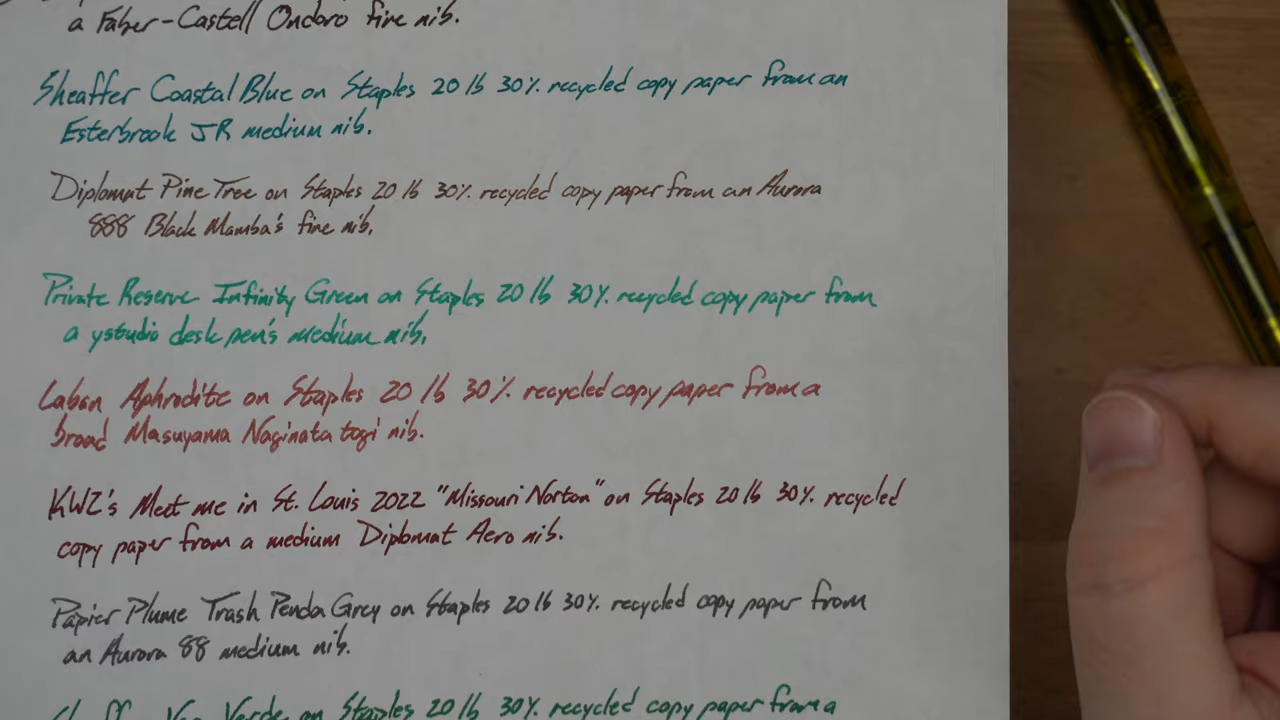 a Faber-Castell Ondoro fine nib.
Sheaffer Coastal Blue on Staples 20 lb 30% recycled copy paper from an
Esterbrook JR medium nib.
Diplomat Pine Tree on Staples 20 lb 30% recycled copy paper from an Aurora
888 Black Mamba's fine nib.
Private Reserve Infinity Green on Staples 20 lb 30% recycled copy paper from
a ystudio desk pen's medium nib.
Laban Aphrodite on Staples 20 lb 30% recycled copy paper from a
broad Masuyama Naginata togi nib.
KWZ's Meet me in St. Louis 2022 "Missouri Norton" on Staples 20 lb 30% recycled
copy paper from a medium Diplomat Aero nib.
Papier Plume Trash Panda Grey on Staples 20 lb 30% recycled copy paper from
an Aurora 88 medium nib.
Verde on Staples 20 lb 30% recycled copy paper from a